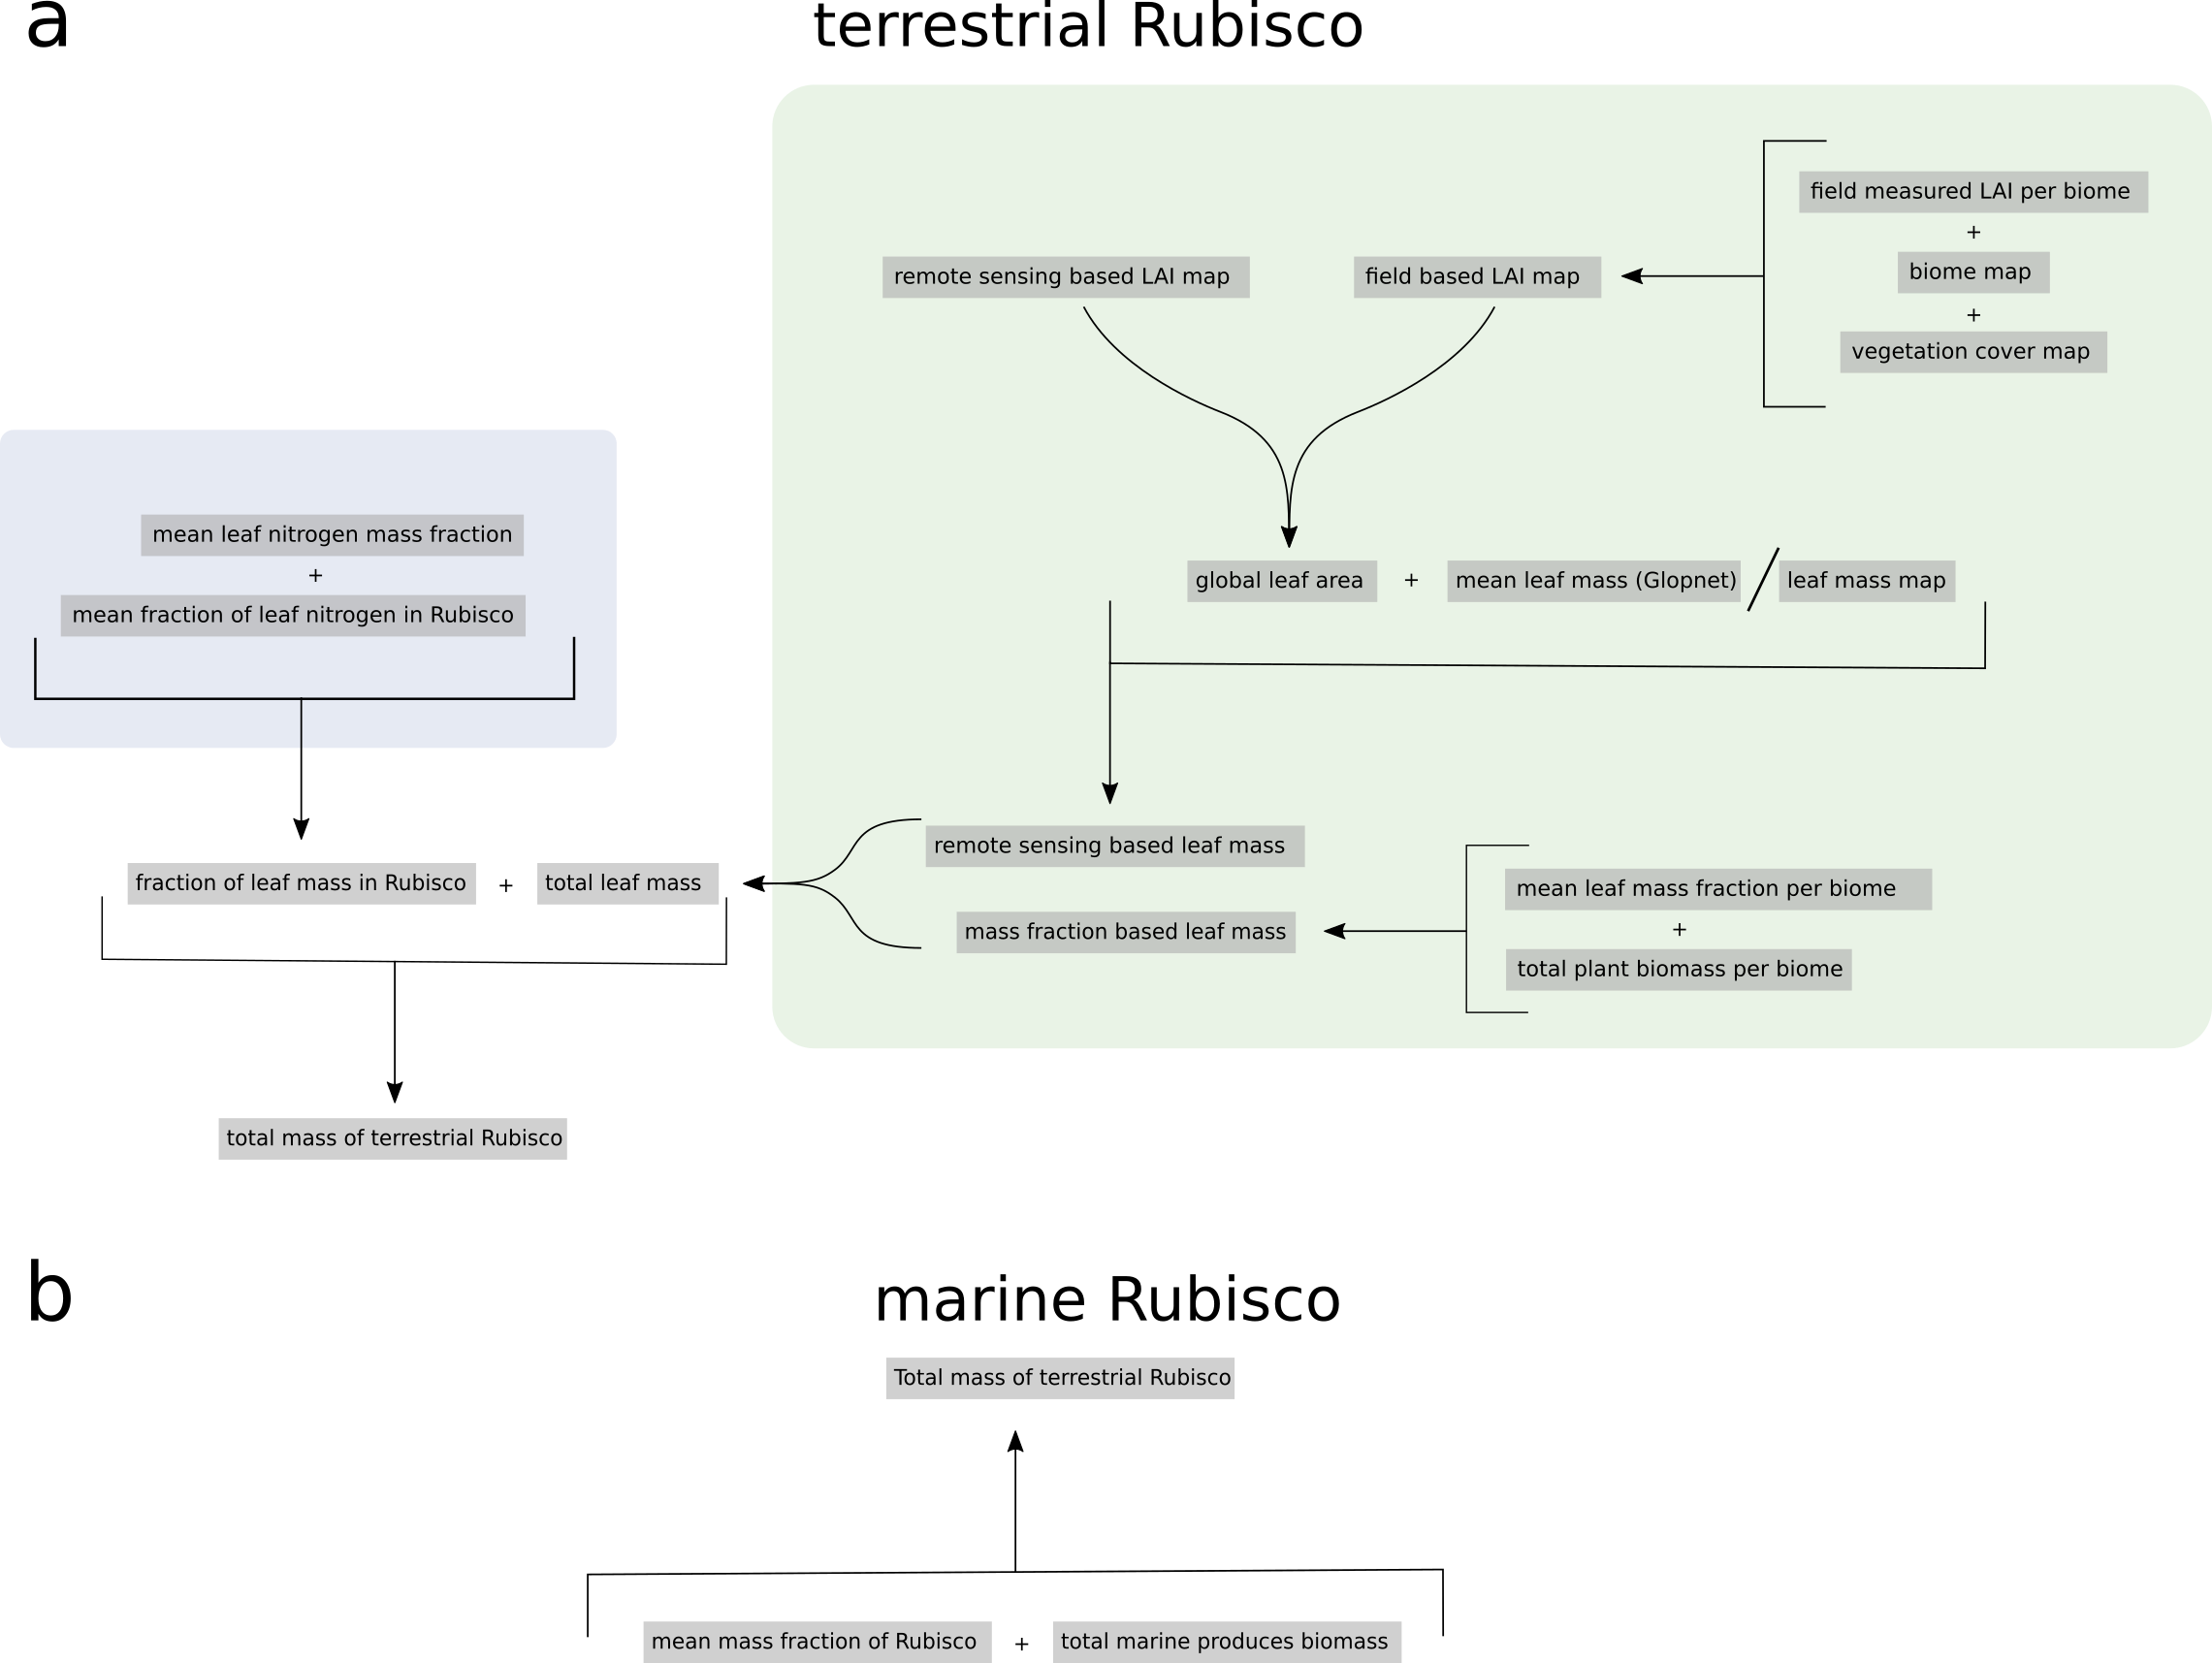 a
terrestrial Rubisco
field measured LAI per biome
+
biome map
+
vegetation cover map
remote sensing based LAI map
field based LAI map
mean leaf nitrogen mass fraction
+
mean fraction of leaf nitrogen in Rubisco
global leaf area + mean leaf mass (Glopnet) / leaf mass map
remote sensing based leaf mass
fraction of leaf mass in Rubisco + total leaf mass
mass fraction based leaf mass
mean leaf mass fraction per biome
+
total plant biomass per biome
total mass of terrestrial Rubisco
b
marine Rubisco
Total mass of terrestrial Rubisco
mean mass fraction of Rubisco + total marine produces biomass